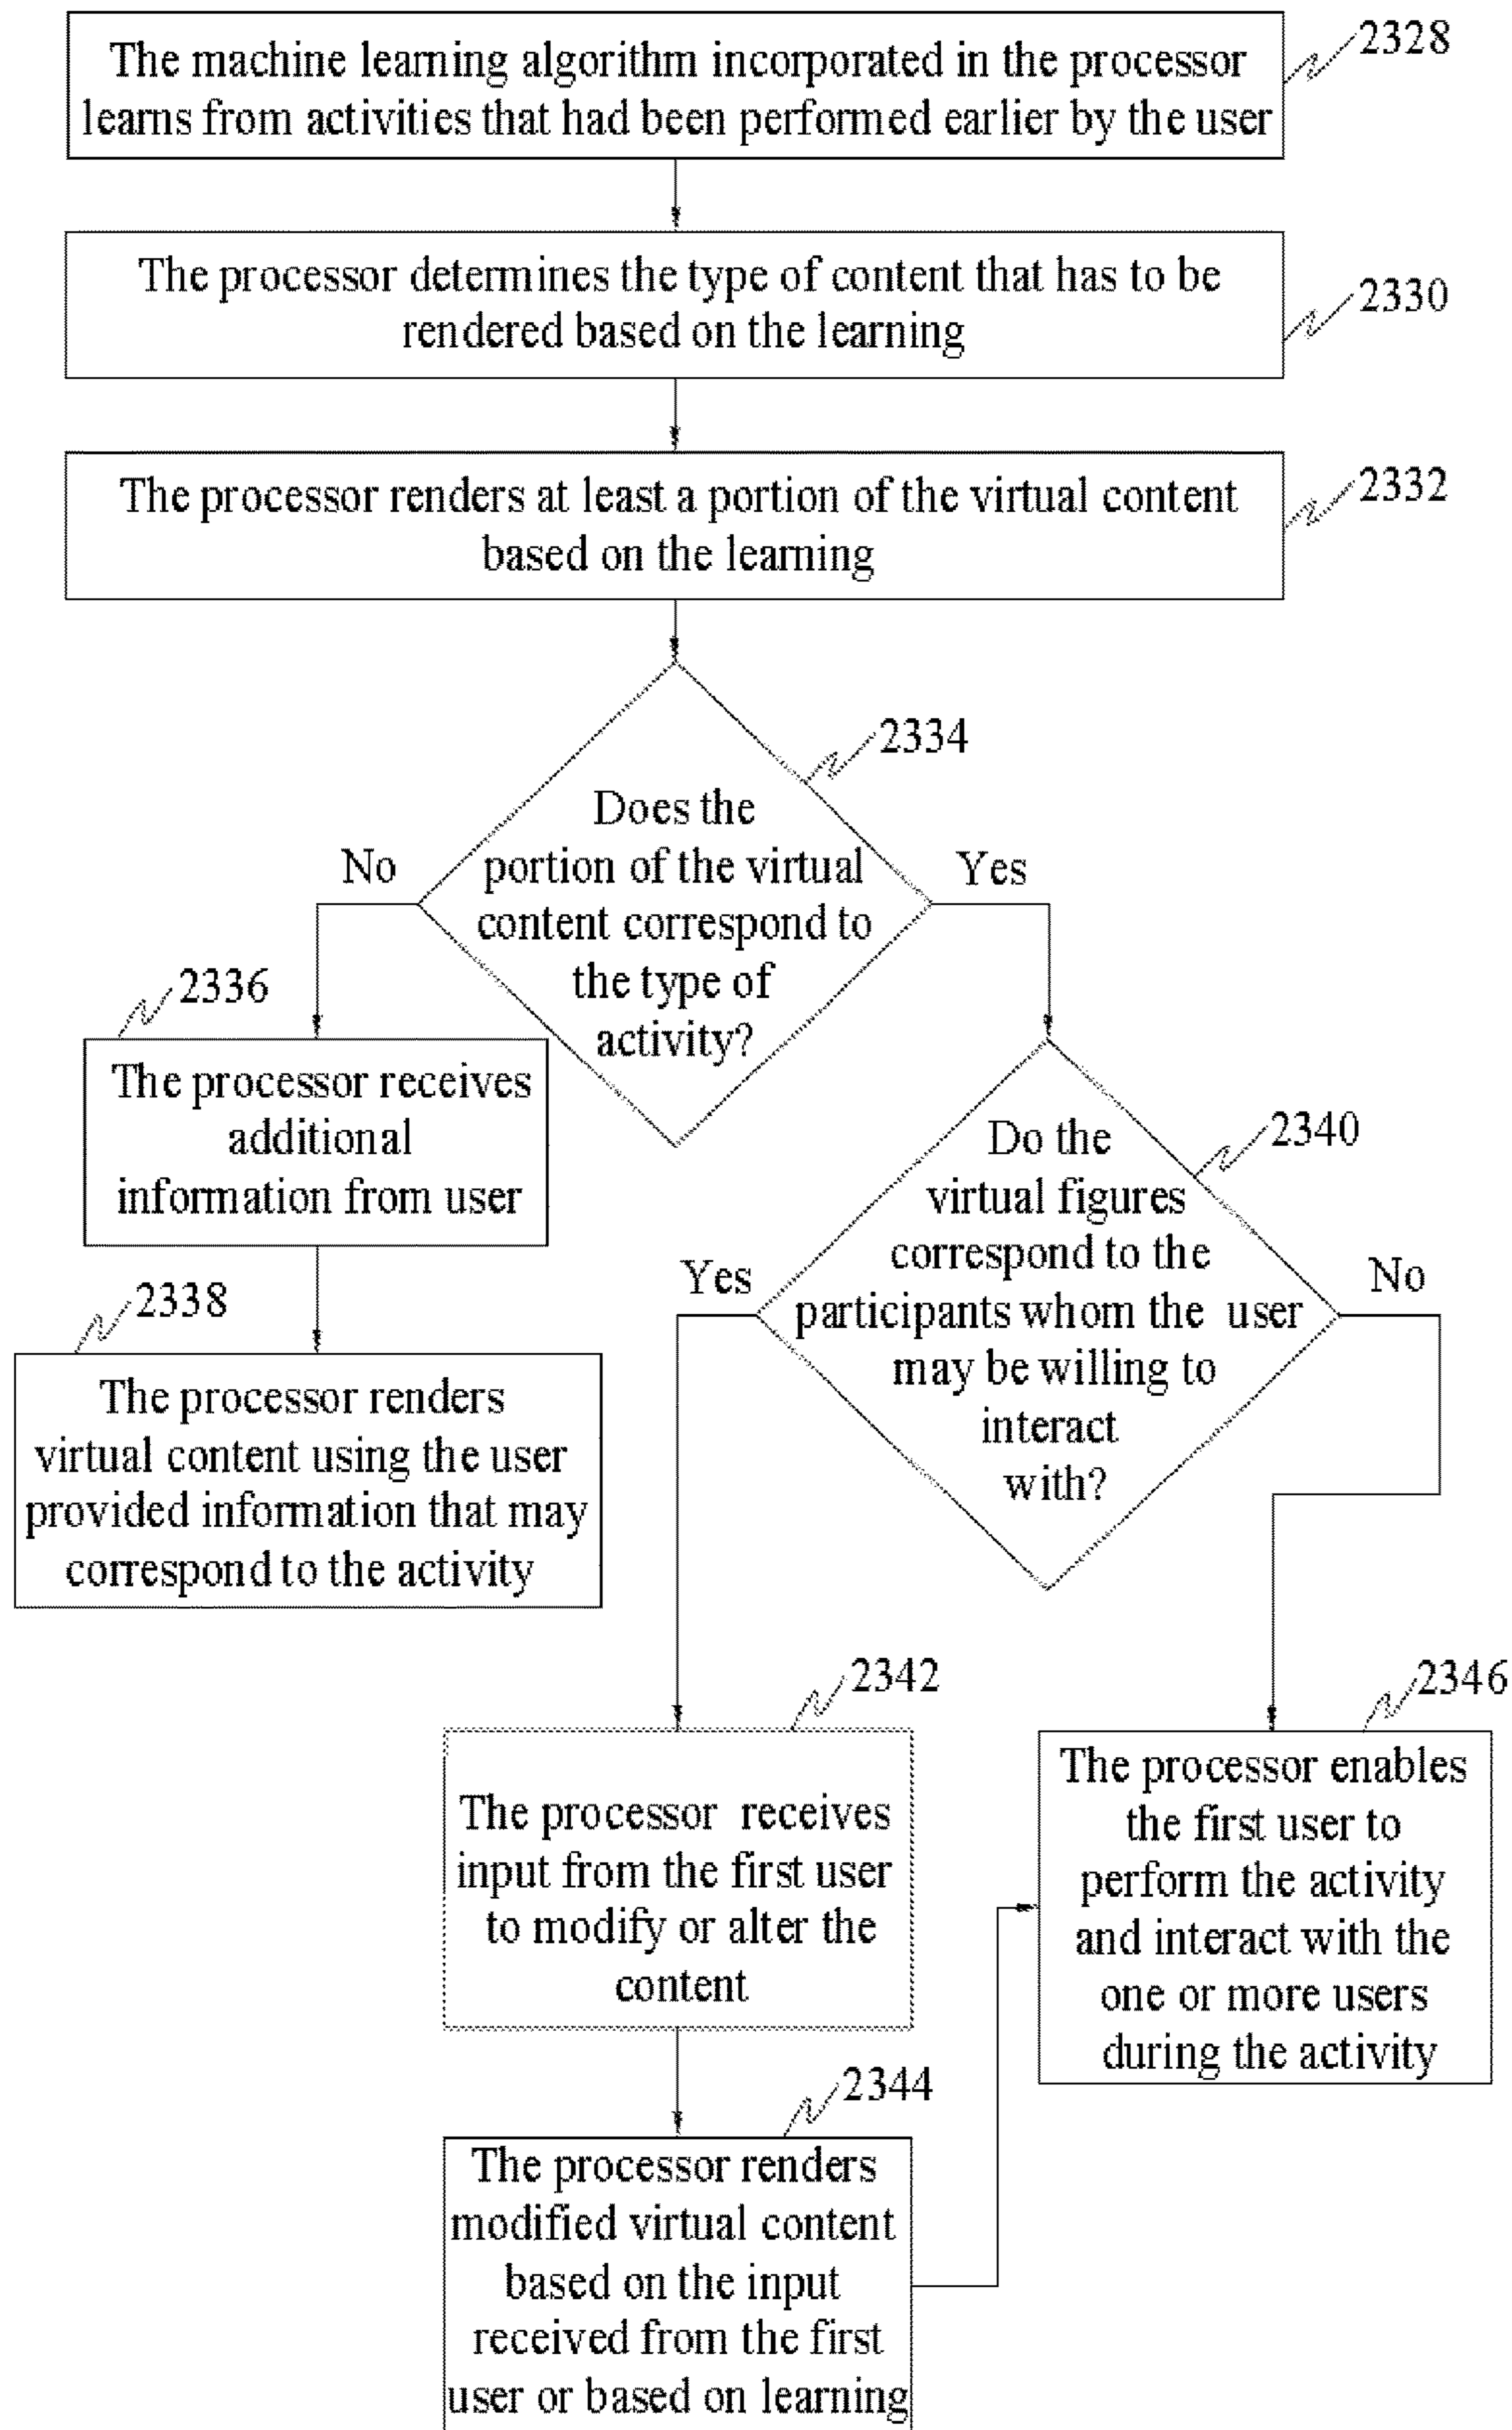 The machine learning algorithm incorporated in the processor
learns from activities that had been performed earlier by the user
2328
The processor determines the type of content that has to be
rendered based on the learning
2330
The processor renders at least a portion of the virtual content
based on the learning
2332
2334
Does the
portion of the virtual
content correspond to
the type of
activity?
No
Yes
2336
The processor receives
additional
information from user
2338
The processor renders
virtual content using the user
provided information that may
correspond to the activity
2340
Do the
virtual figures
correspond to the
participants whom the user
may be willing to
interact
with?
Yes
No
2342
The processor receives
input from the first user
to modify or alter the
content
2344
The processor renders
modified virtual content
based on the input
received from the first
user or based on learning
2346
The processor enables
the first user to
perform the activity
and interact with the
one or more users
during the activity